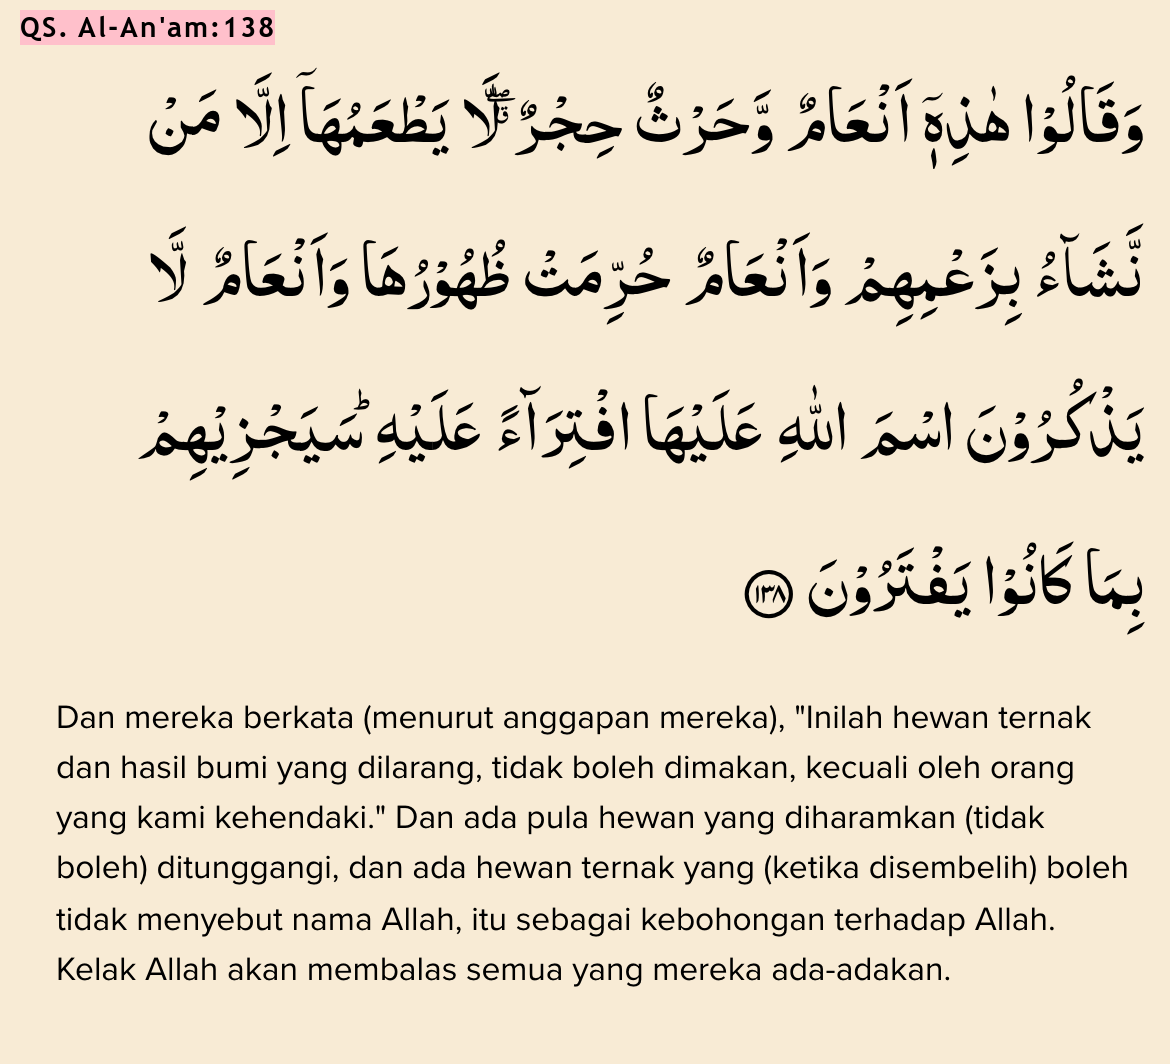 QS. Al-An'am:138
وَقَالُوْا هٰذِهٖٓ اَنْعَامٌ وَّحَرْثٌ حِجْرٌ ۖلَّا يَطْعَمُهَآ اِلَّا مَنْ
نَّشَاۤءُ بِزَعْمِهِمْ وَاَنْعَامٌ حُرِّمَتْ ظُهُوْرُهَا وَاَنْعَامٌ لَّا
يَذْكُرُوْنَ اسْمَ اللّٰهِ عَلَيْهَا افْتِرَاۤءً عَلَيْهِۗ سَيَجْزِيْهِمْ
بِمَا كَانُوْا يَفْتَرُوْنَ ١٣٨
Dan mereka berkata (menurut anggapan mereka), "Inilah hewan ternak
dan hasil bumi yang dilarang, tidak boleh dimakan, kecuali oleh orang
yang kami kehendaki." Dan ada pula hewan yang diharamkan (tidak
boleh) ditunggangi, dan ada hewan ternak yang (ketika disembelih) boleh
tidak menyebut nama Allah, itu sebagai kebohongan terhadap Allah.
Kelak Allah akan membalas semua yang mereka ada-adakan.